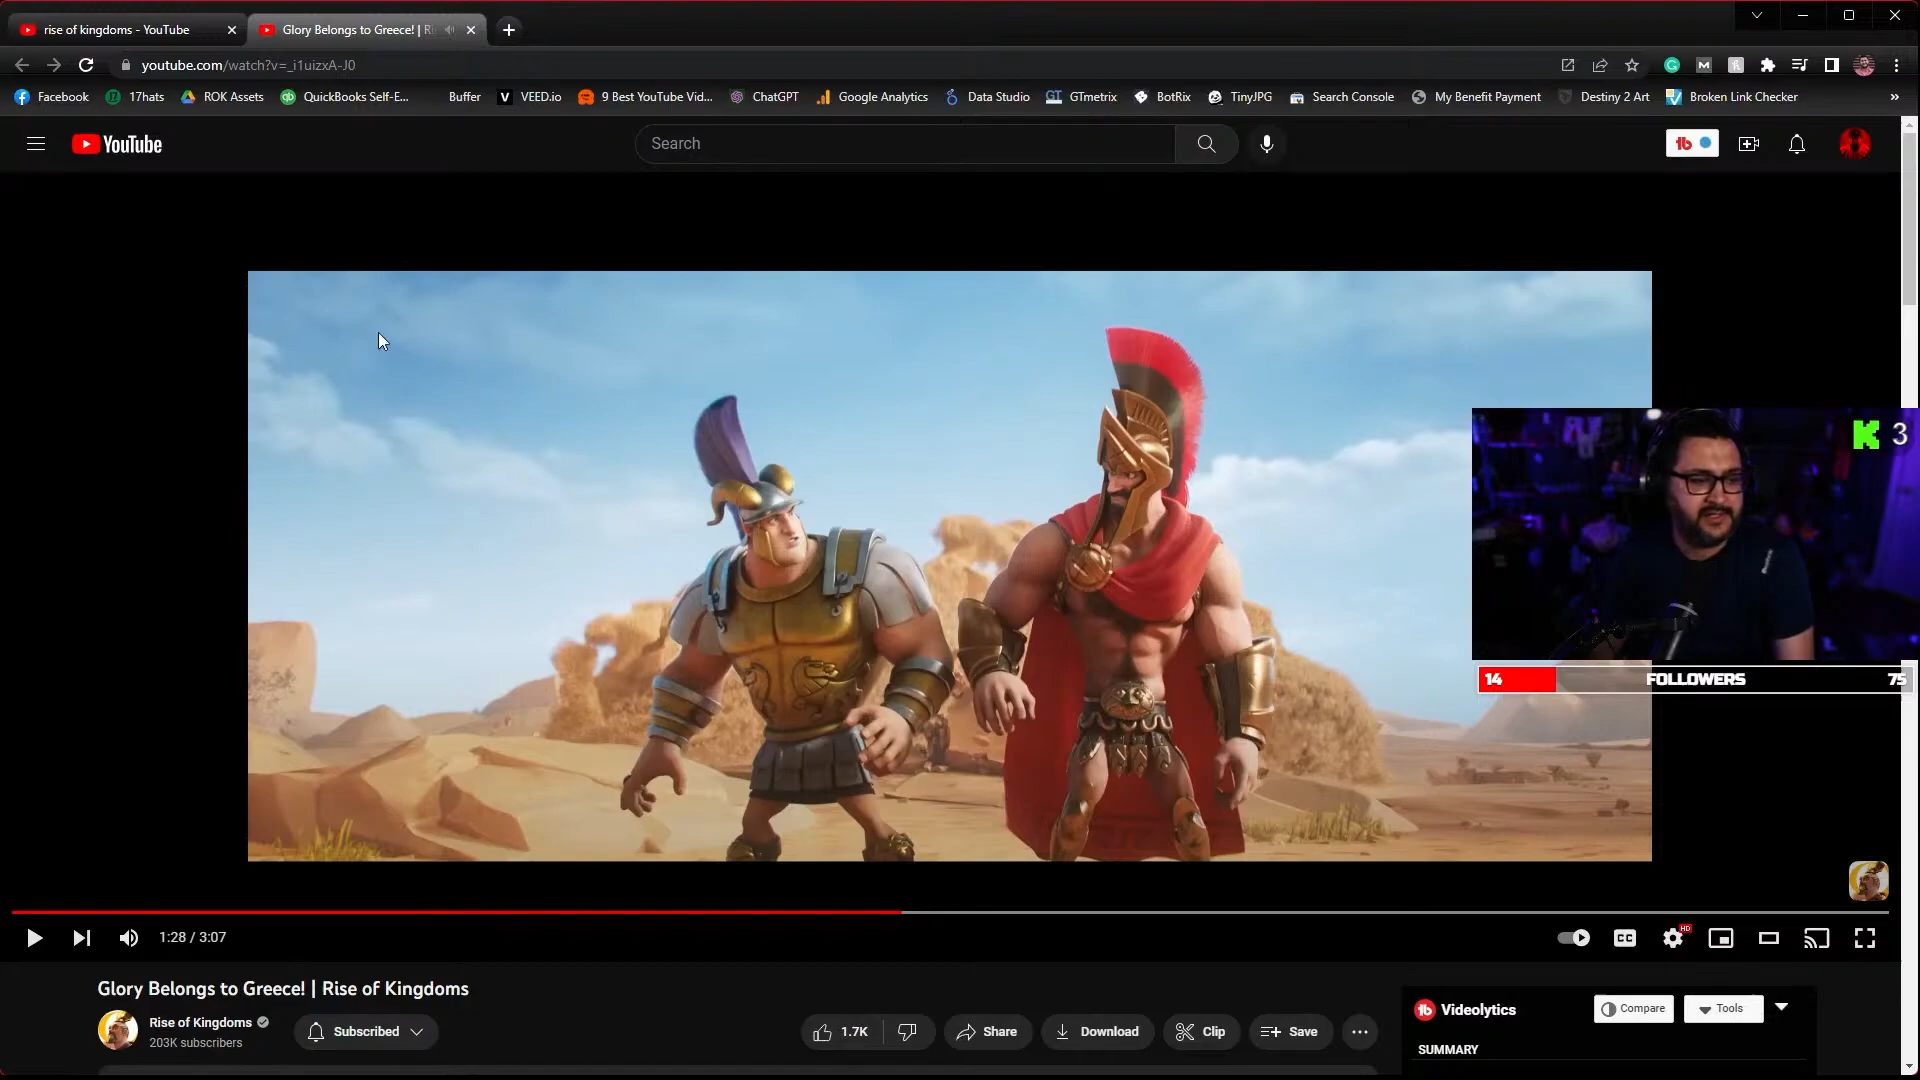 rise of kingdoms - YouTube
Glory Belongs to Greece! | Ri
youtube.com/watch?v=_i1uizxA-J0
Facebook
17hats
ROK Assets
QuickBooks Self-E...
Buffer
VEED.io
9 Best YouTube Vid...
ChatGPT
Google Analytics
Data Studio
GTmetrix
BotRix
TinyJPG
Search Console
My Benefit Payment
Destiny 2 Art
Broken Link Checker
YouTube
Search
K 3
14 FOLLOWERS 75
1:28 / 3:07
CC
HD
Glory Belongs to Greece! | Rise of Kingdoms
Rise of Kingdoms
203K subscribers
Subscribed
1.7K
Share
Download
Clip
Save
Videolytics
Compare
Tools
SUMMARY